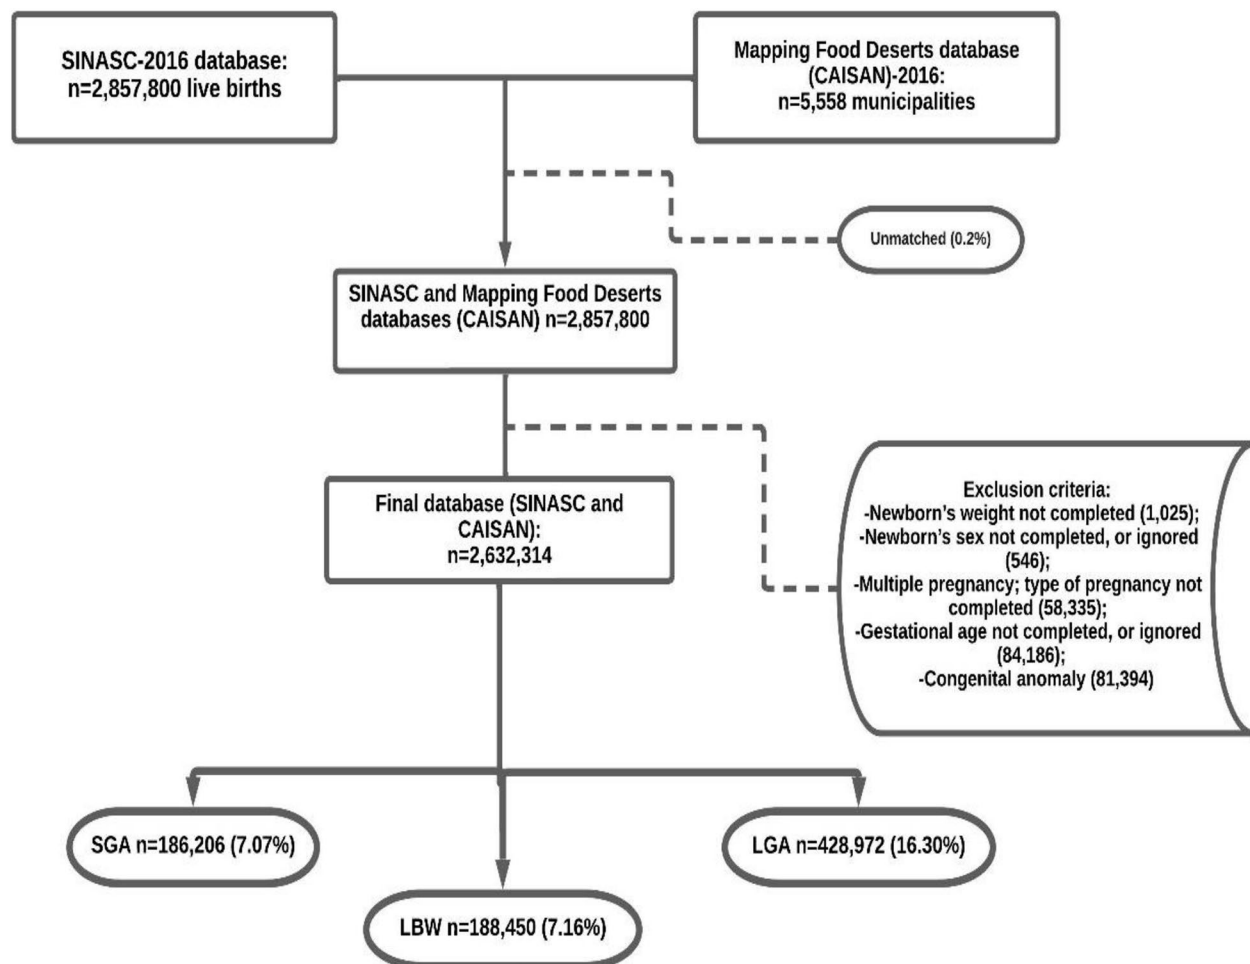 SINASC-2016 database:
n=2,857,800 live births
Mapping Food Deserts database
(CAISAN)-2016:
n=5,558 municipalities
Unmatched (0.2%)
SINASC and Mapping Food Deserts
databases (CAISAN) n=2,857,800
Final database (SINASC and
CAISAN):
n=2,632,314
Exclusion criteria:
-Newborn's weight not completed (1,025);
-Newborn's sex not completed, or ignored
(546);
-Multiple pregnancy; type of pregnancy not
completed (58,335);
-Gestational age not completed, or ignored
(84,186);
-Congenital anomaly (81,394)
SGA n=186,206 (7.07%)
LGA n=428,972 (16.30%)
LBW n=188,450 (7.16%)